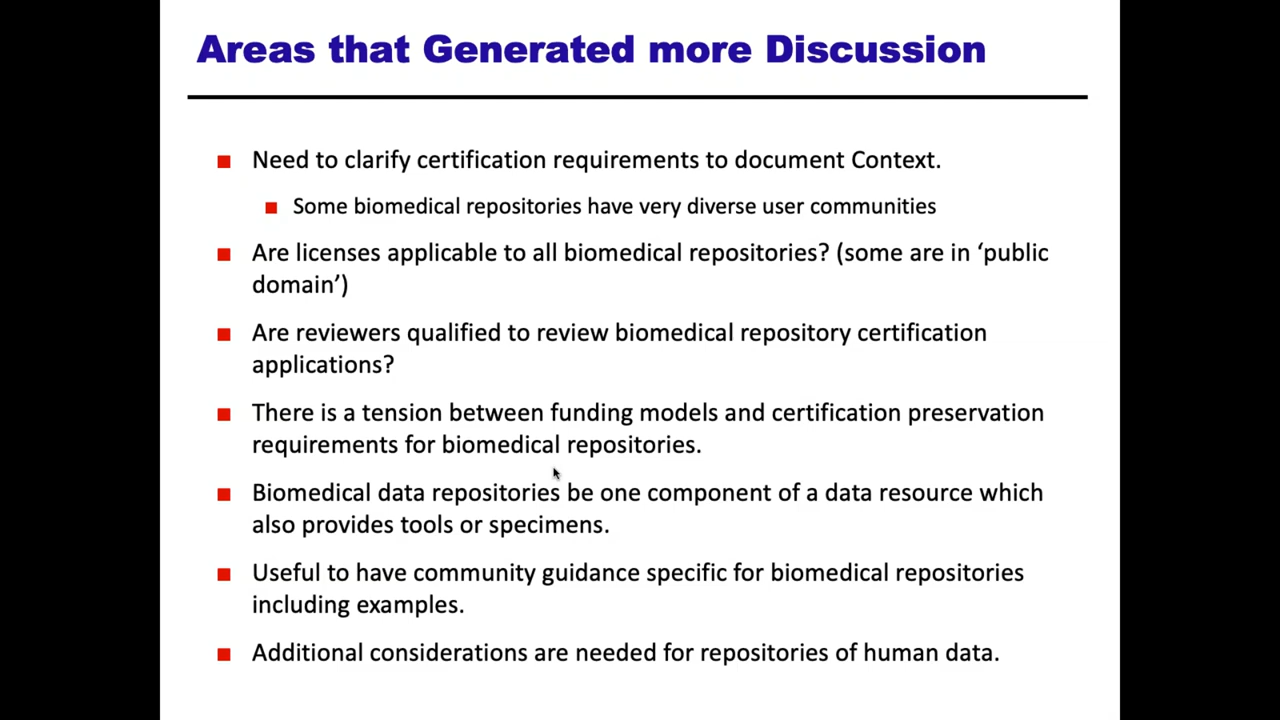 Areas that Generated more Discussion
Need to clarify certification requirements to document Context.
Some biomedical repositories have very diverse user communities
Are licenses applicable to all biomedical repositories? (some are in ‘public
domain’)
Are reviewers qualified to review biomedical repository certification
applications?
There is a tension between funding models and certification preservation
requirements for biomedical repositories.
Biomedical data repositories be one component of a data resource which
also provides tools or specimens.
Useful to have community guidance specific for biomedical repositories
including examples.
Additional considerations are needed for repositories of human data.